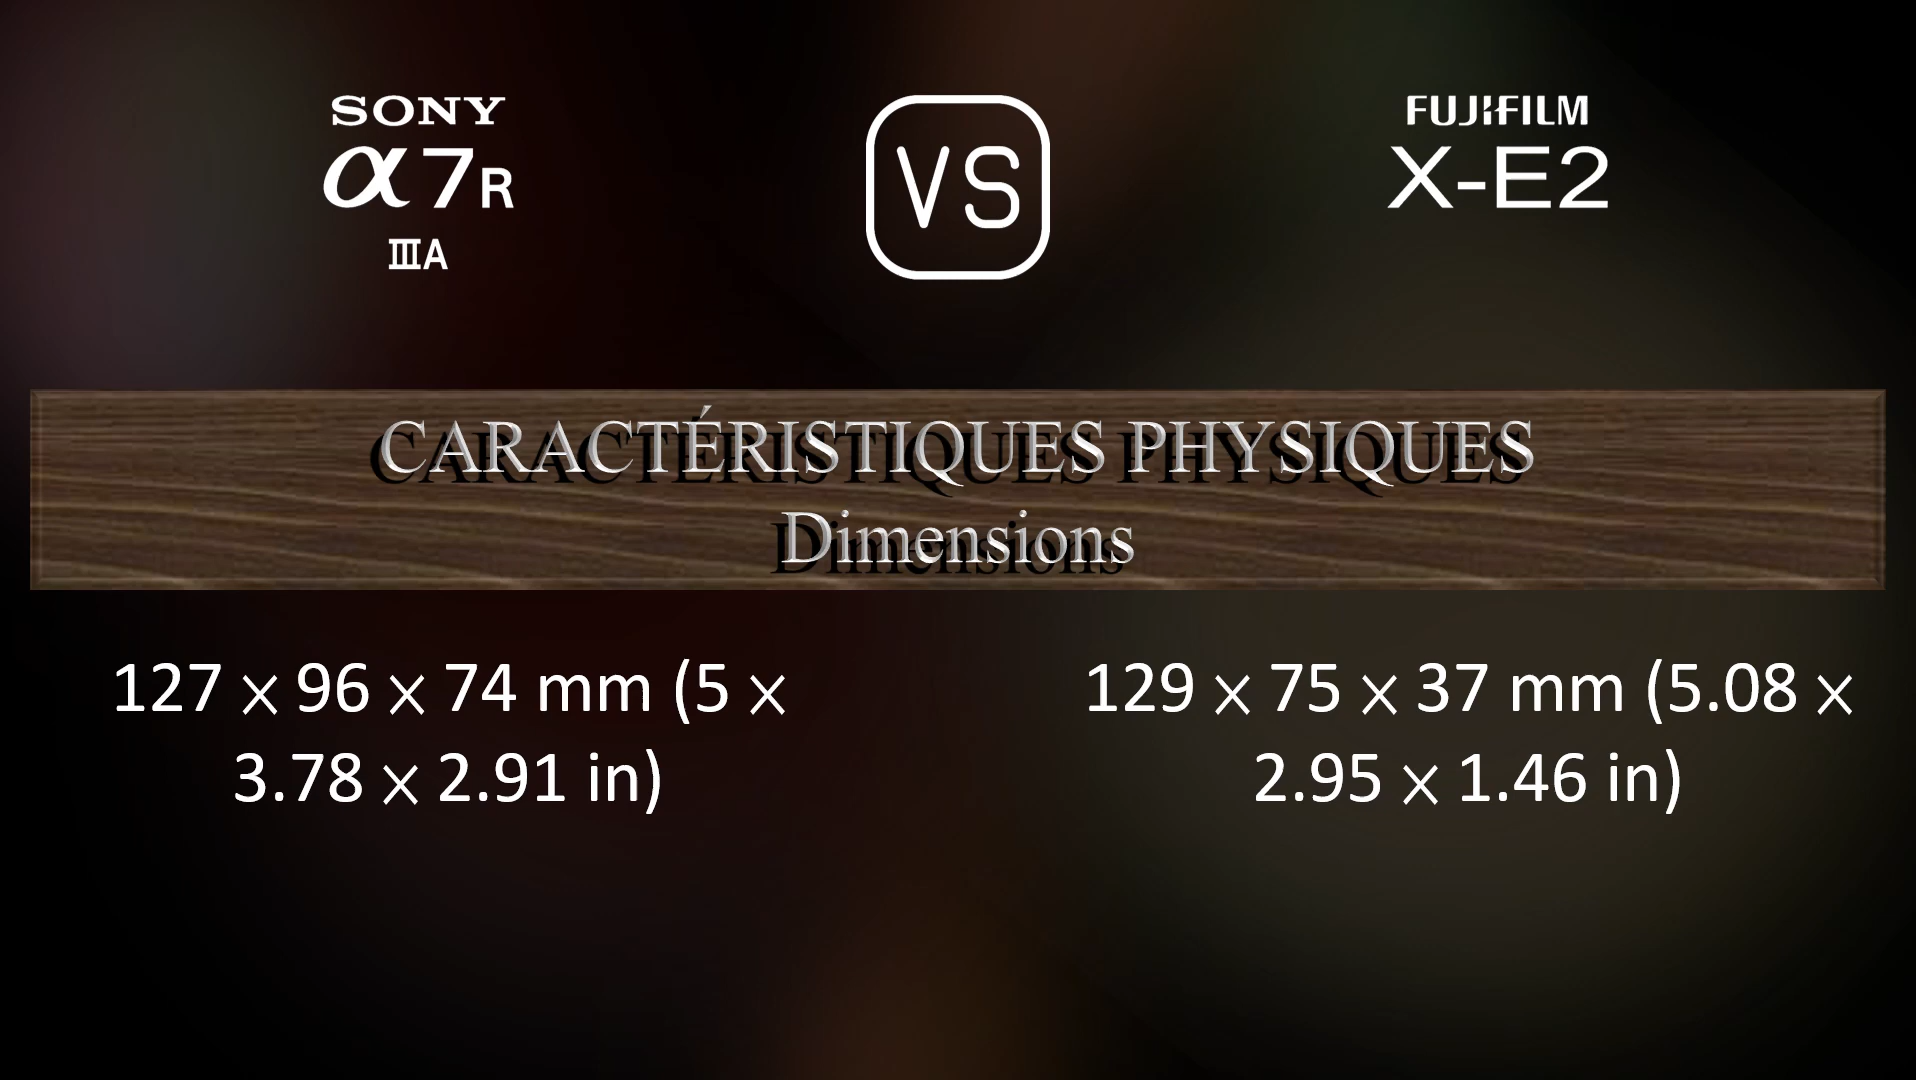 SONY
α7R
IIIA
VS
FUJIFILM
X-E2
CARACTÉRISTIQUES PHYSIQUES
Dimensions
127 x 96 x 74 mm (5 x
3.78 x 2.91 in)
129 x 75 x 37 mm (5.08 x
2.95 x 1.46 in)